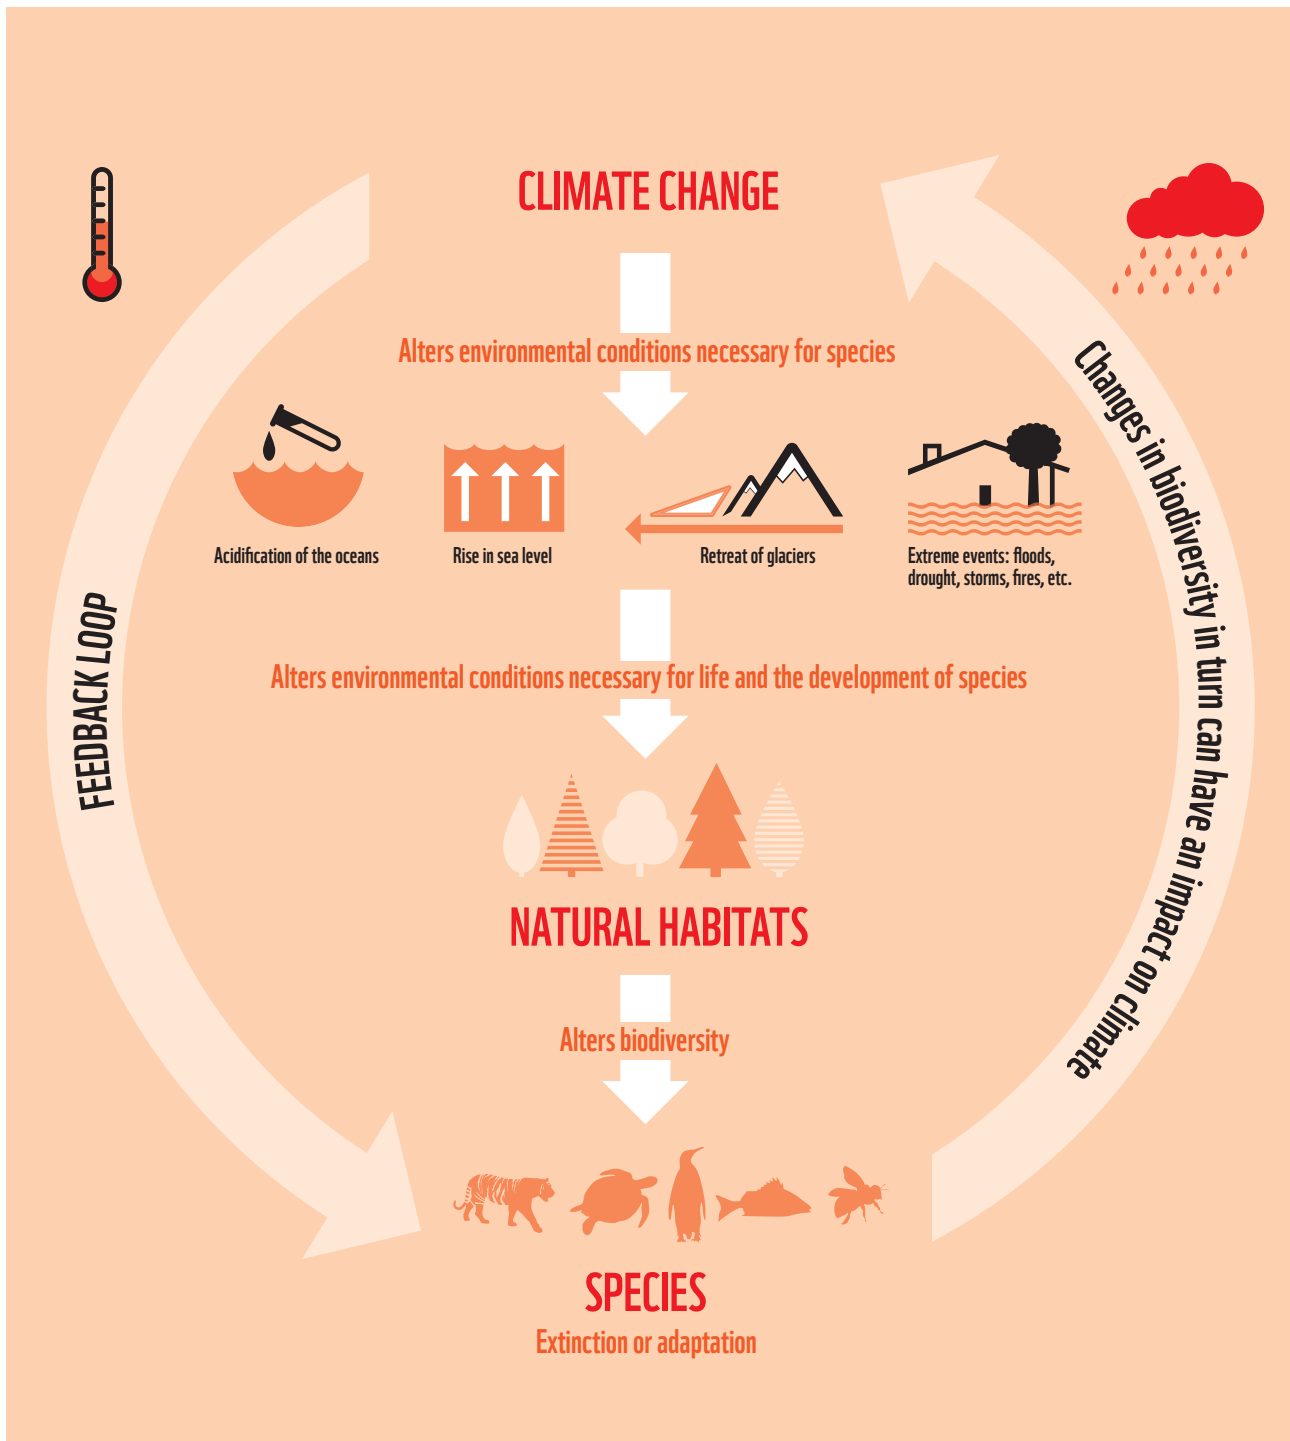 CLIMATE CHANGE
Alters environmental conditions necessary for species
Acidification of the oceans
Rise in sea level
Retreat of glaciers
Extreme events: floods,
drought, storms, fires, etc.
Alters environmental conditions necessary for life and the development of species
FEEDBACK LOOP
Changes in biodiversity in turn can have an impact on climate
NATURAL HABITATS
Alters biodiversity
SPECIES
Extinction or adaptation